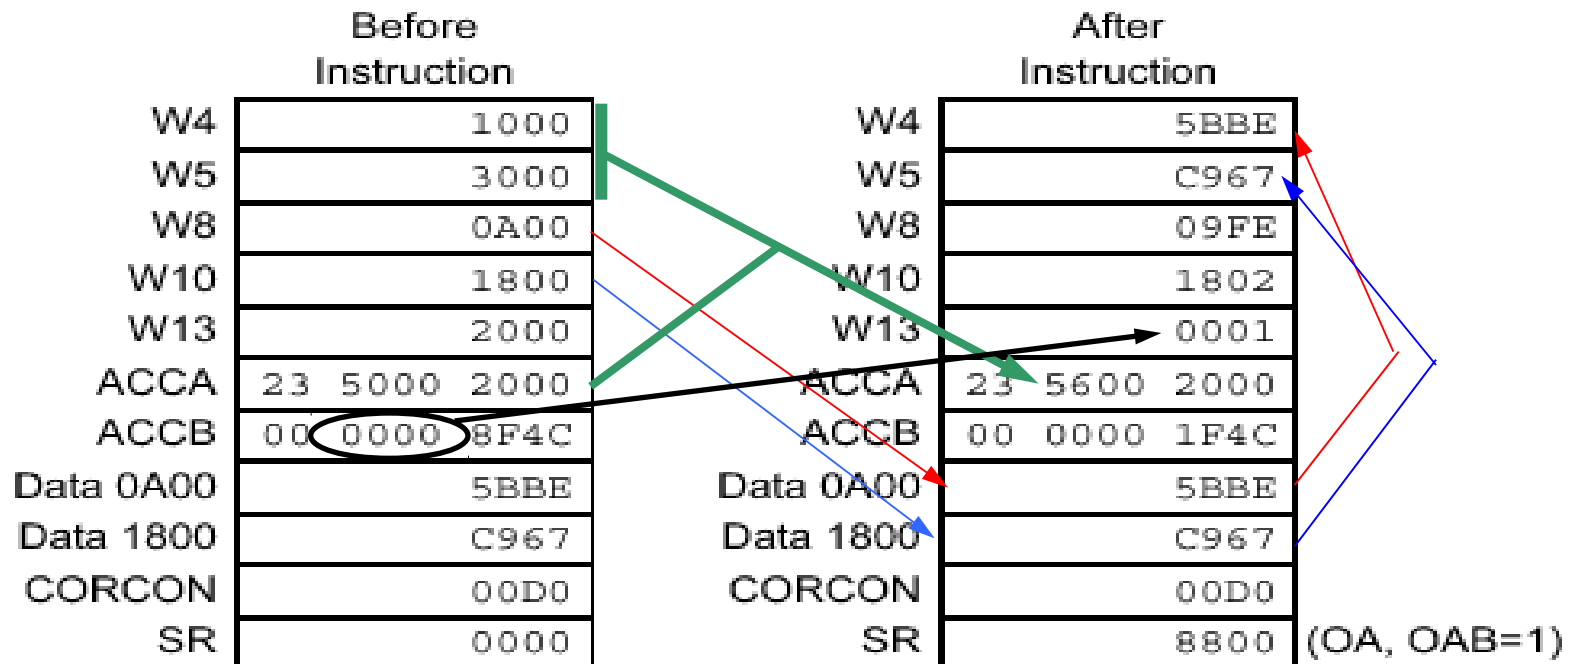 Before After
Instruction Instruction
W4 1000 W4 5BBE
W5 3000 W5 C967
W8 0A00 W8 09FE
W10 1800 W10 1802
W13 2000 W13 0001
ACCA 23 5000 2000 ACCA 23 5600 2000
ACCB 00 0000 8F4C ACCB 00 0000 1F4C
Data 0A00 5BBE Data 0A00 5BBE
Data 1800 C967 Data 1800 C967
CORCON 00D0 CORCON 00D0
SR 0000 SR 8800 (OA, OAB=1)